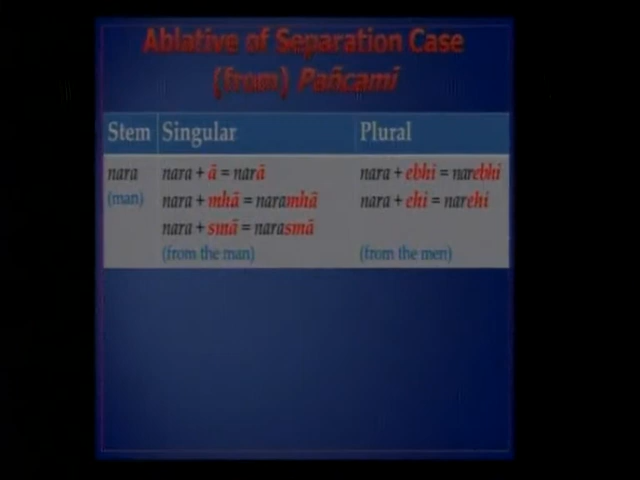 Ablative of Separation Case
(from) Pañcamī
Stem Singular Plural
nara nara + ā = narā nara + ebhi = narebhi
(man) nara + mhā = naramhā nara + ehi = narehi
nara + smā = narasmā
(from the man) (from the men)